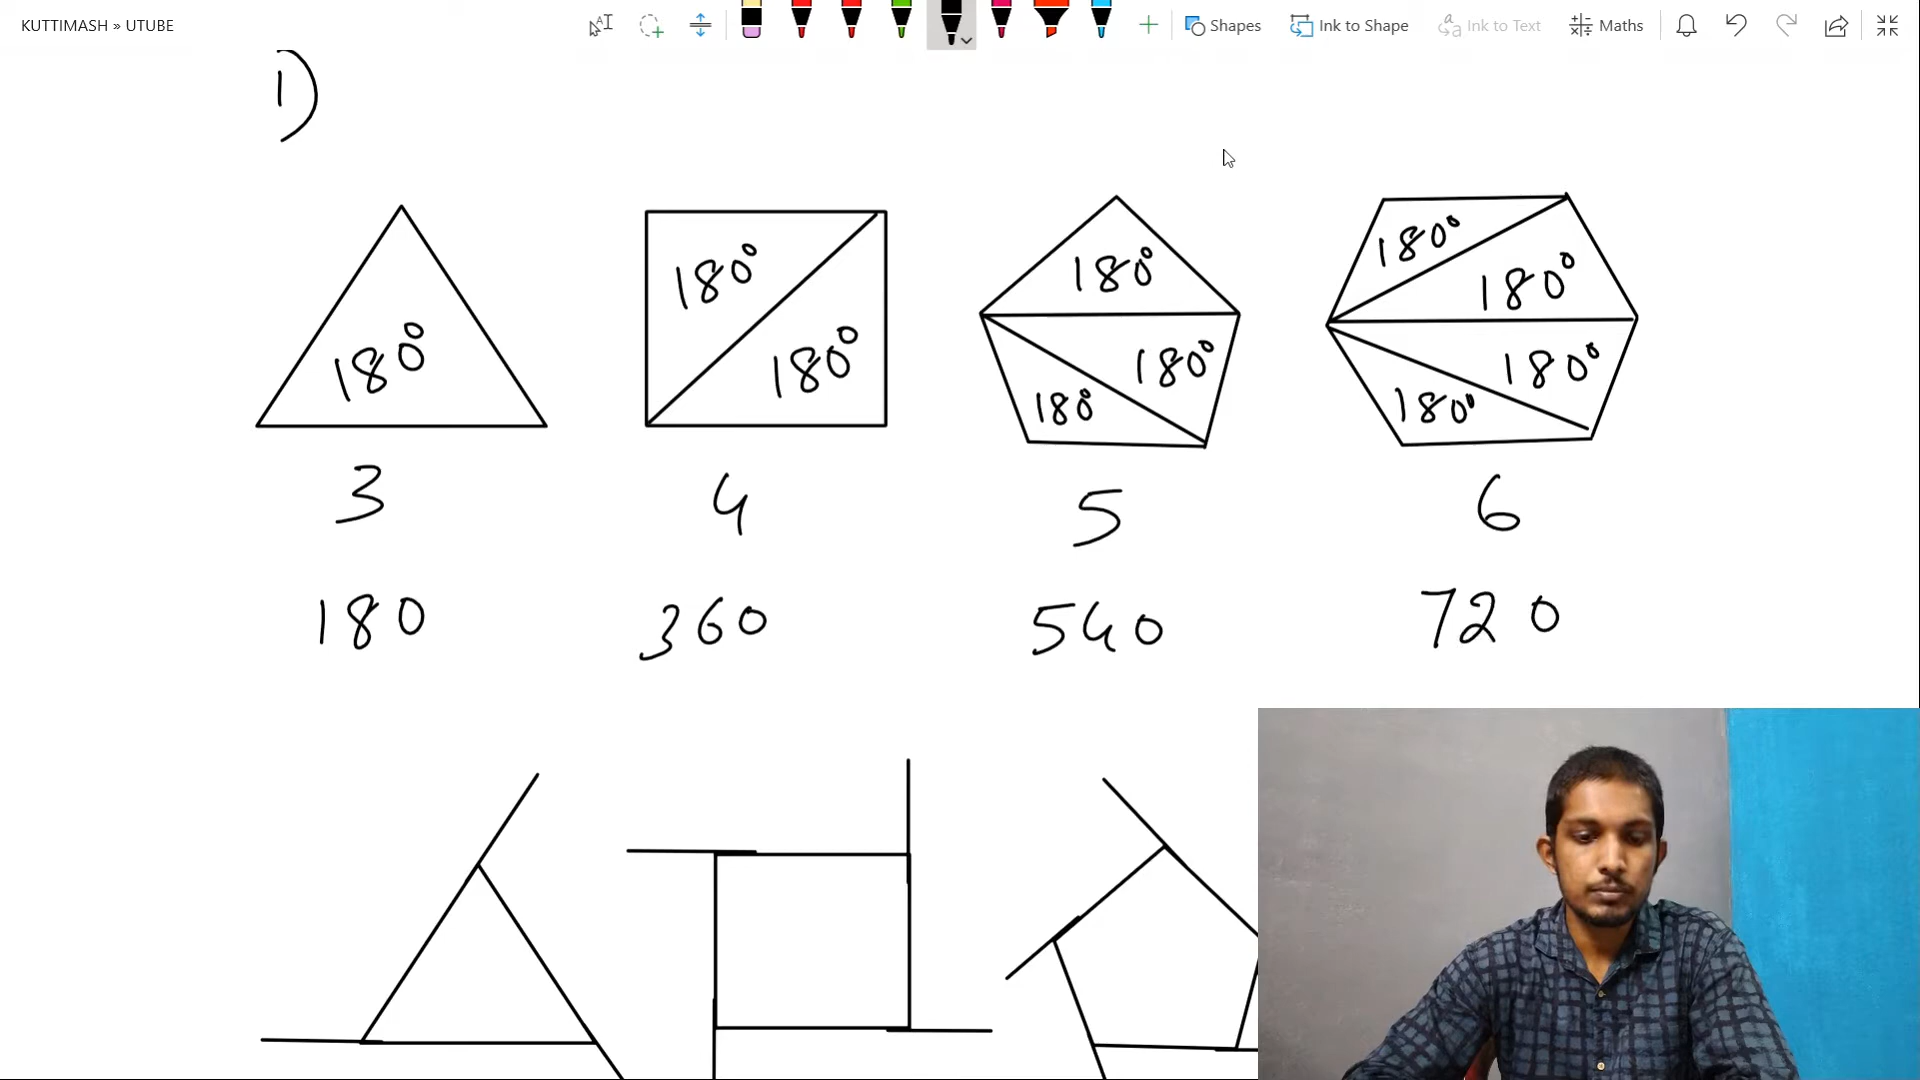 KUTTIMASH » UTUBE
Shapes Ink to Shape Ink to Text Maths
1)
180° 180° 180° 180° 180°
180° 180° 180°
180° 180°
3 4 5 6
180 360 540 720